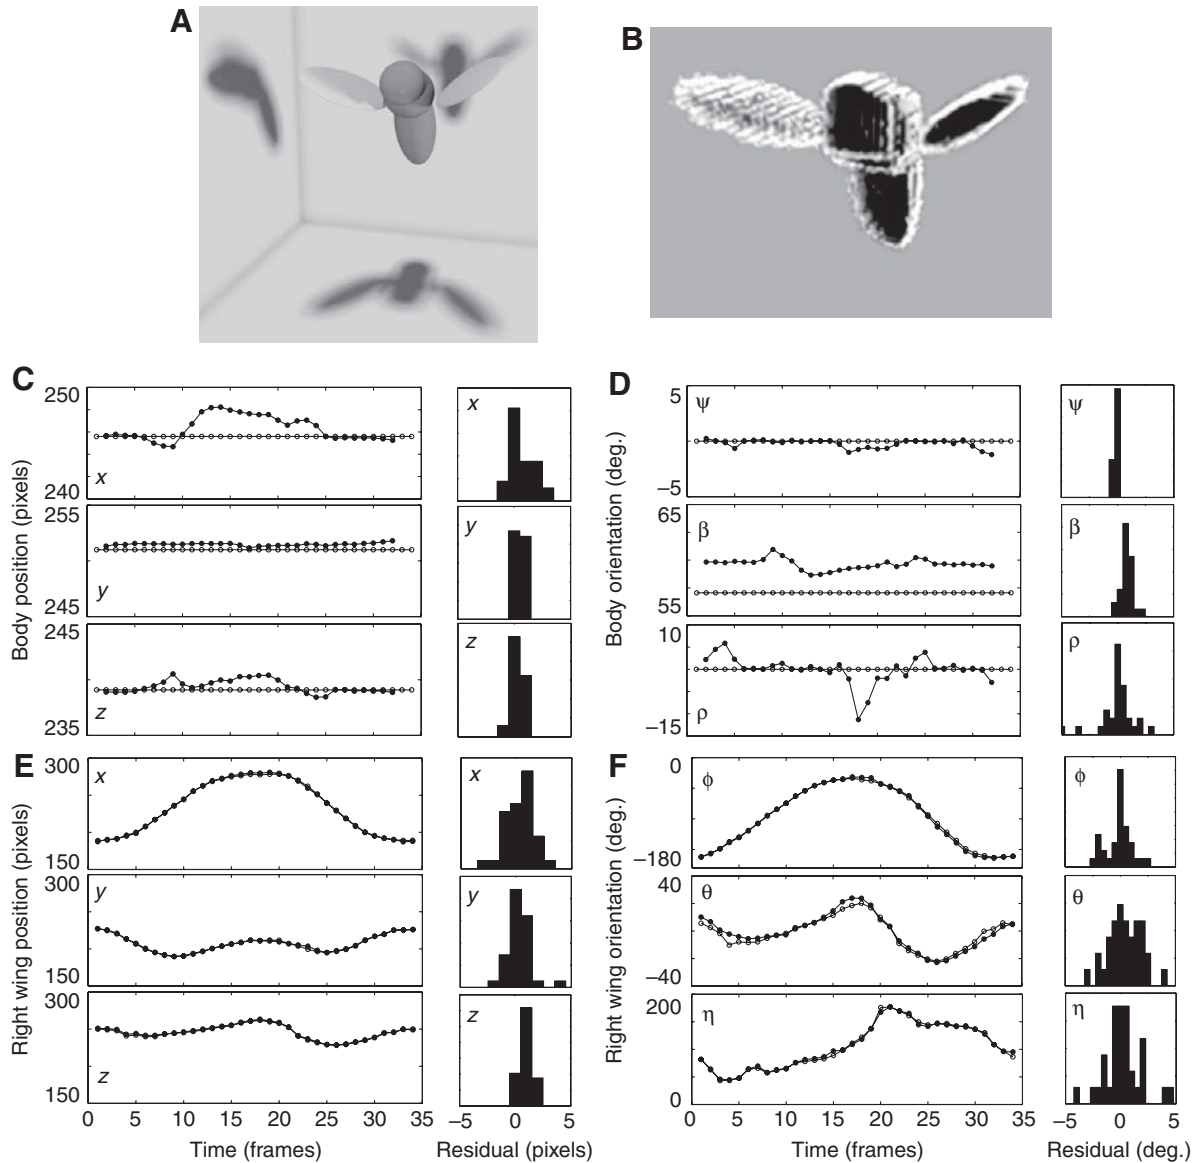 A
B
C
250
240
x
x
255
245
y
y
245
235
z
z
Body position (pixels)
D
5
−5
ψ
ψ
65
55
β
β
10
−15
ρ
ρ
Body orientation (deg.)
E
300
150
x
x
300
150
y
y
300
150
z
z
Right wing position (pixels)
0 5 10 15 20 25 30 35
Time (frames)
−5 0 5
Residual (pixels)
F
0
−180
ϕ
ϕ
40
−40
θ
θ
200
0
η
η
Right wing orientation (deg.)
0 5 10 15 20 25 30 35
Time (frames)
−5 0 5
Residual (deg.)